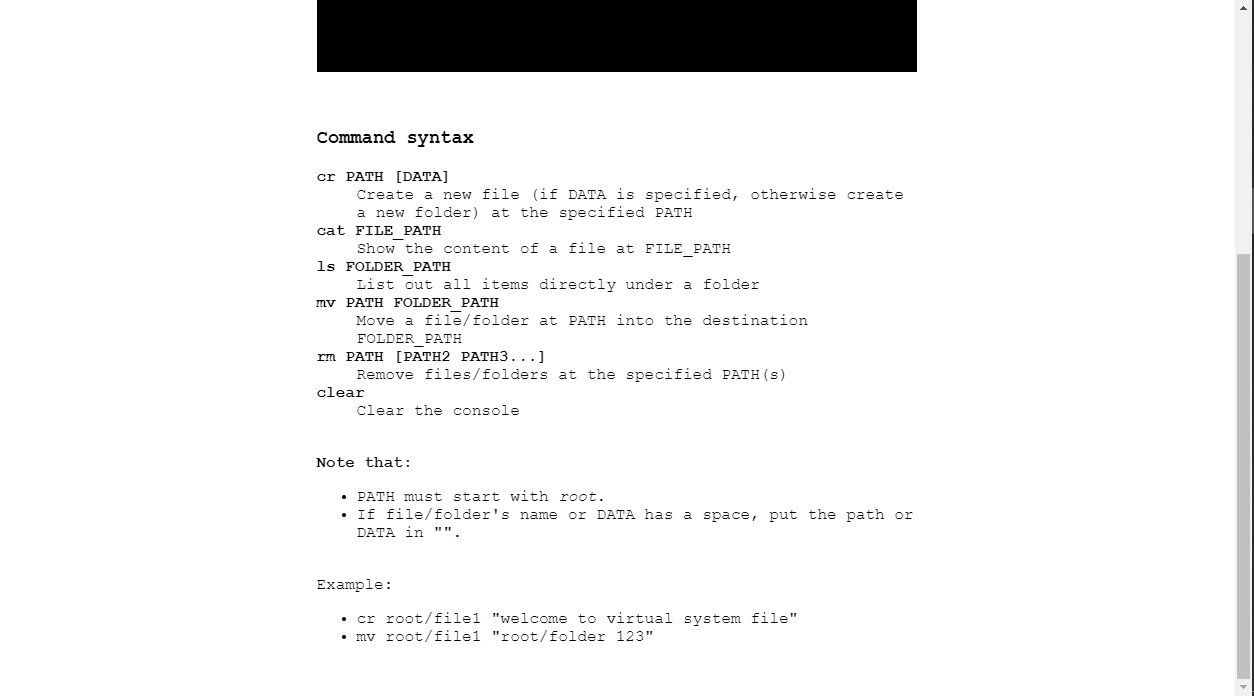 Command syntax
cr PATH [DATA]
Create a new file (if DATA is specified, otherwise create
a new folder) at the specified PATH
cat FILE_PATH
Show the content of a file at FILE_PATH
ls FOLDER_PATH
List out all items directly under a folder
mv PATH FOLDER_PATH
Move a file/folder at PATH into the destination
FOLDER_PATH
rm PATH [PATH2 PATH3...]
Remove files/folders at the specified PATH(s)
clear
Clear the console
Note that:
• PATH must start with root.
• If file/folder's name or DATA has a space, put the path or
DATA in "".
Example:
• cr root/file1 "welcome to virtual system file"
• mv root/file1 "root/folder 123"